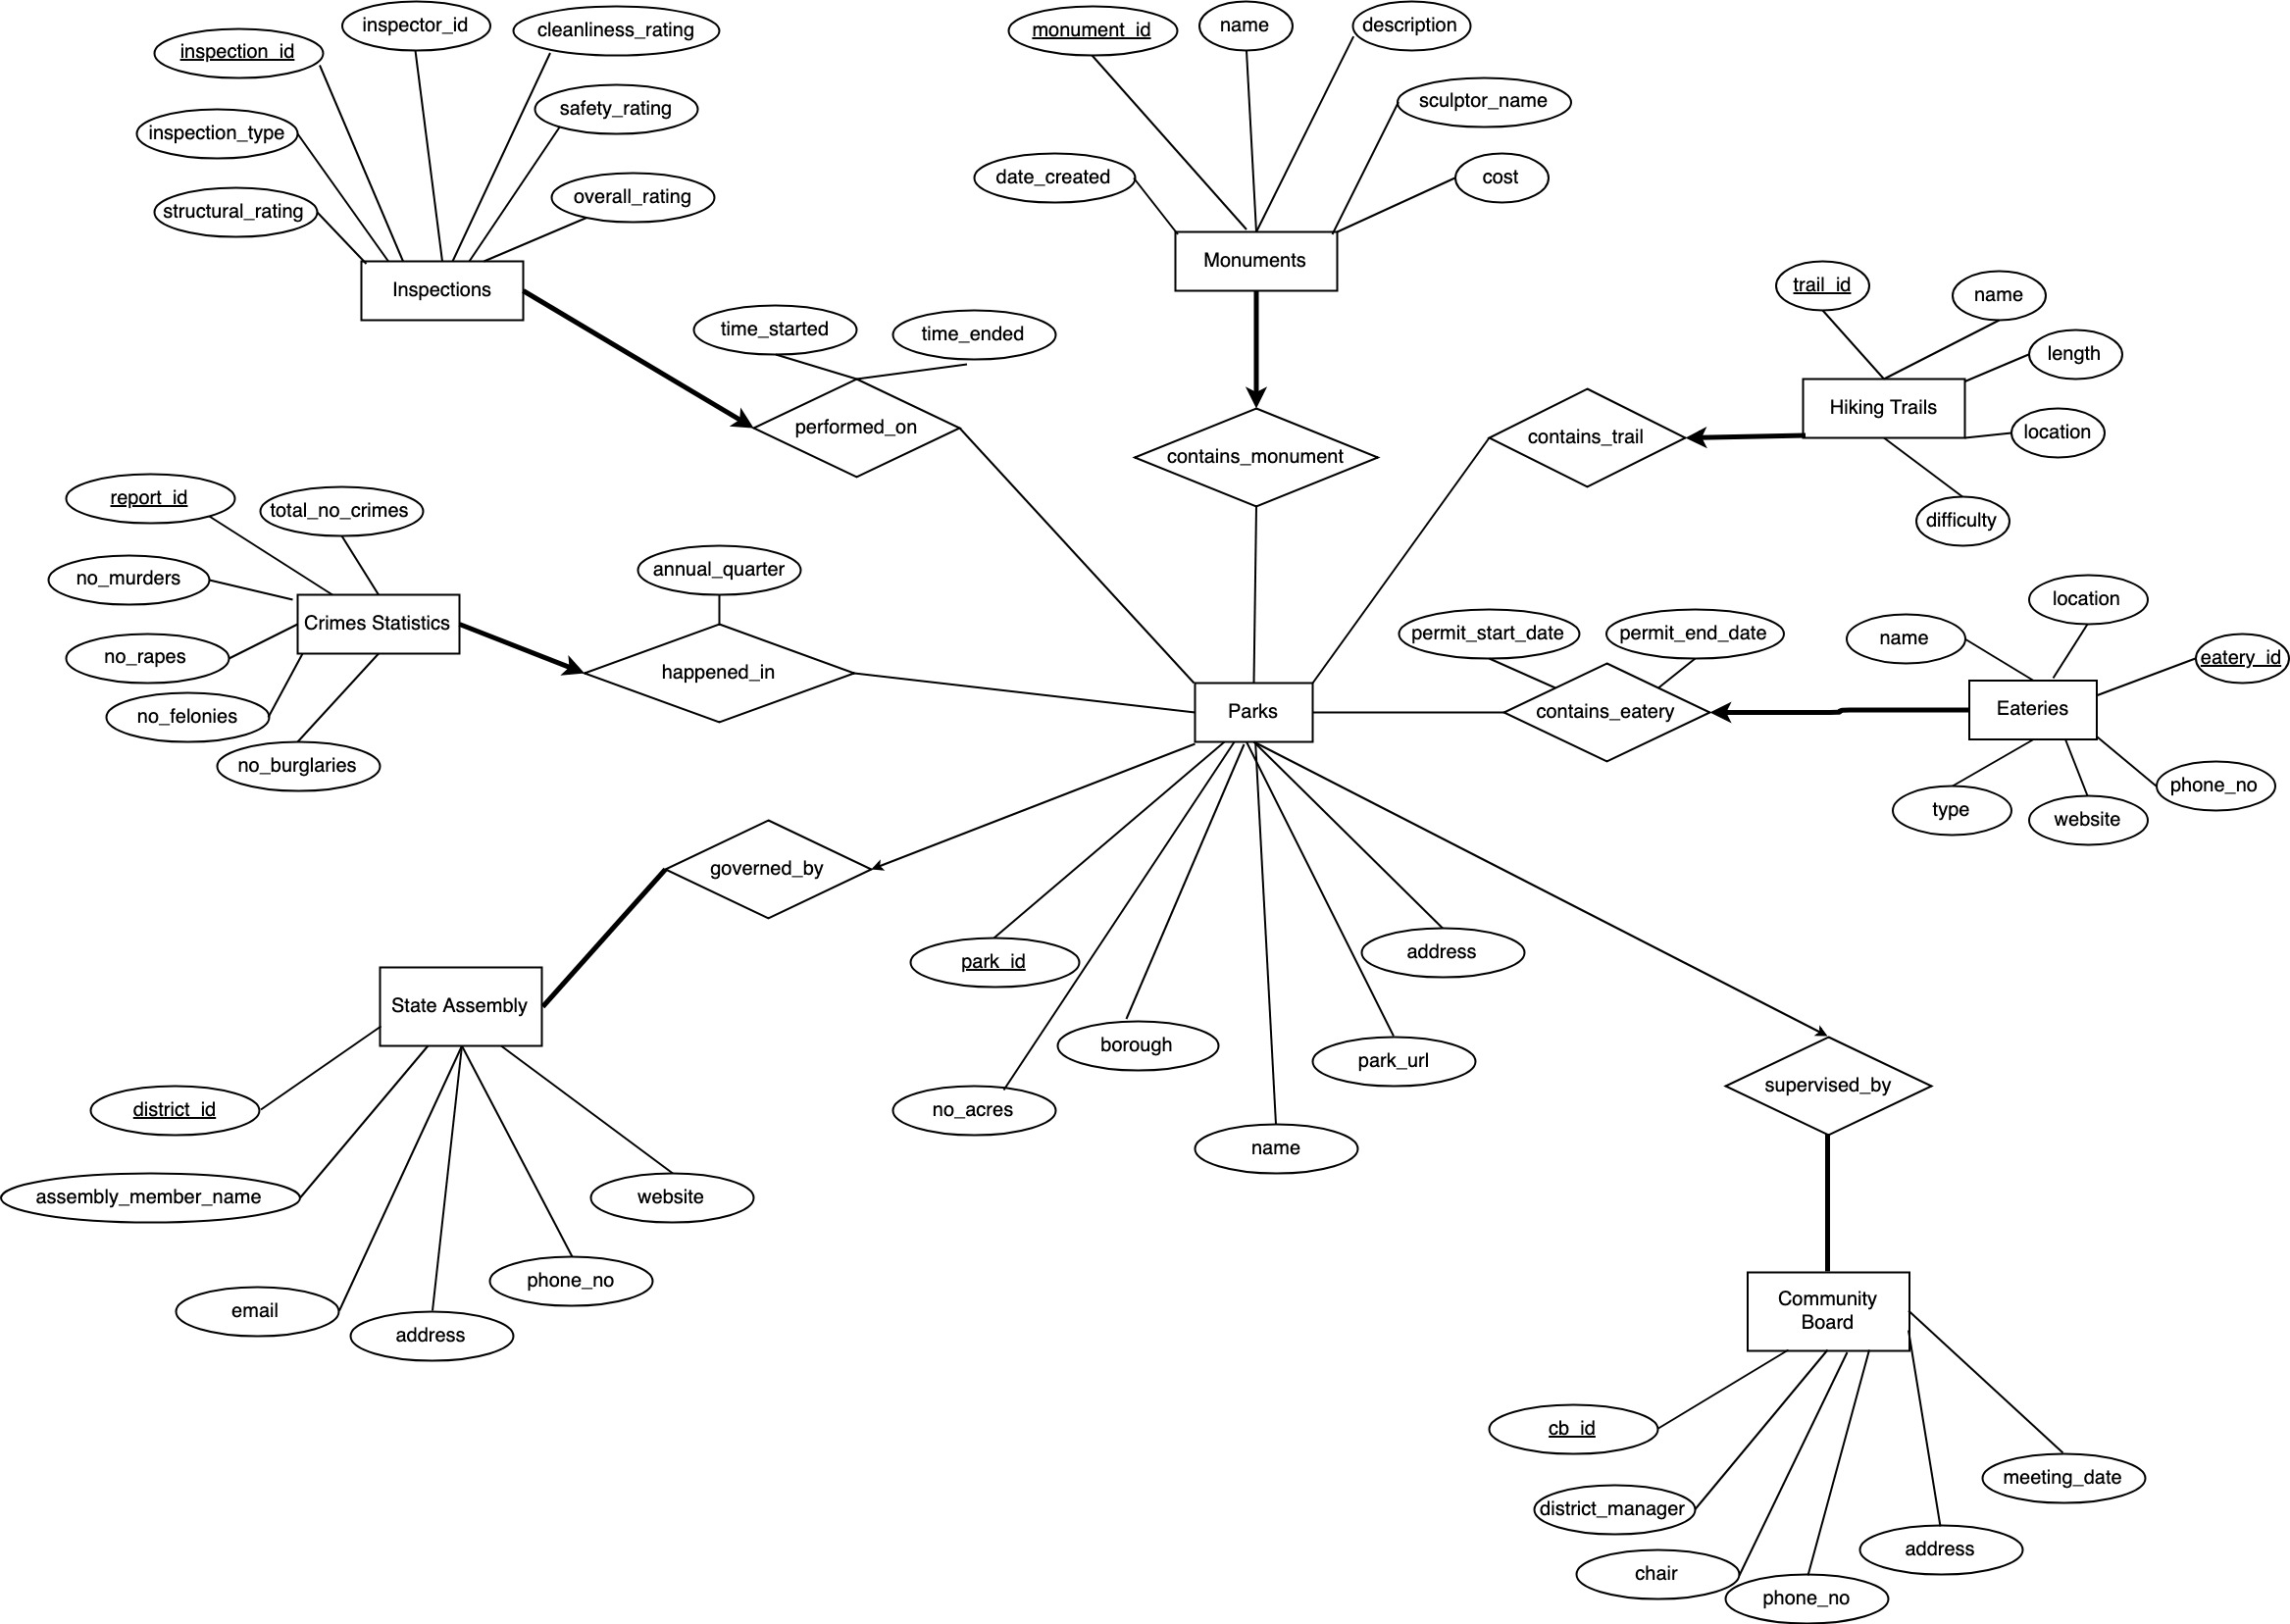 inspection_id
inspector_id
cleanliness_rating
inspection_type
safety_rating
structural_rating
overall_rating
Inspections
monument_id
name
description
sculptor_name
date_created
cost
Monuments
time_started
time_ended
performed_on
contains_monument
trail_id
name
length
Hiking Trails
location
contains_trail
difficulty
report_id
total_no_crimes
no_murders
Crimes Statistics
no_rapes
no_felonies
no_burglaries
annual_quarter
happened_in
Parks
permit_start_date
permit_end_date
contains_eatery
name
location
eatery_id
Eateries
type
website
phone_no
governed_by
State Assembly
district_id
assembly_member_name
email
address
phone_no
website
park_id
address
borough
park_url
no_acres
name
supervised_by
Community
Board
cb_id
meeting_date
district_manager
address
chair
phone_no